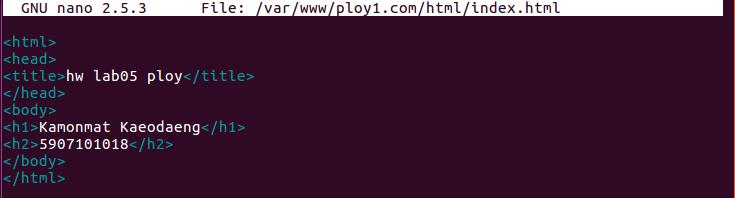 GNU nano 2.5.3 File: /var/www/ploy1.com/html/index.html
<html>
<head>
<title>hw lab05 ploy</title>
</head>
<body>
<h1>Kamonmat Kaeodaeng</h1>
<h2>5907101018</h2>
</body>
</html>